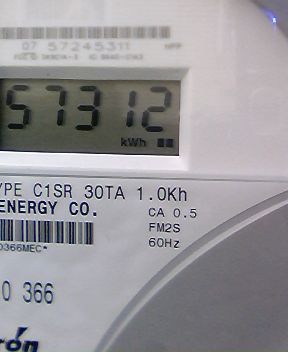 07 57245311
57312
kWh
YPE C1SR 30TA 1.0Kh
ENERGY CO. CA 0.5
FM2S
60Hz
0366MEC*
0 366
rón